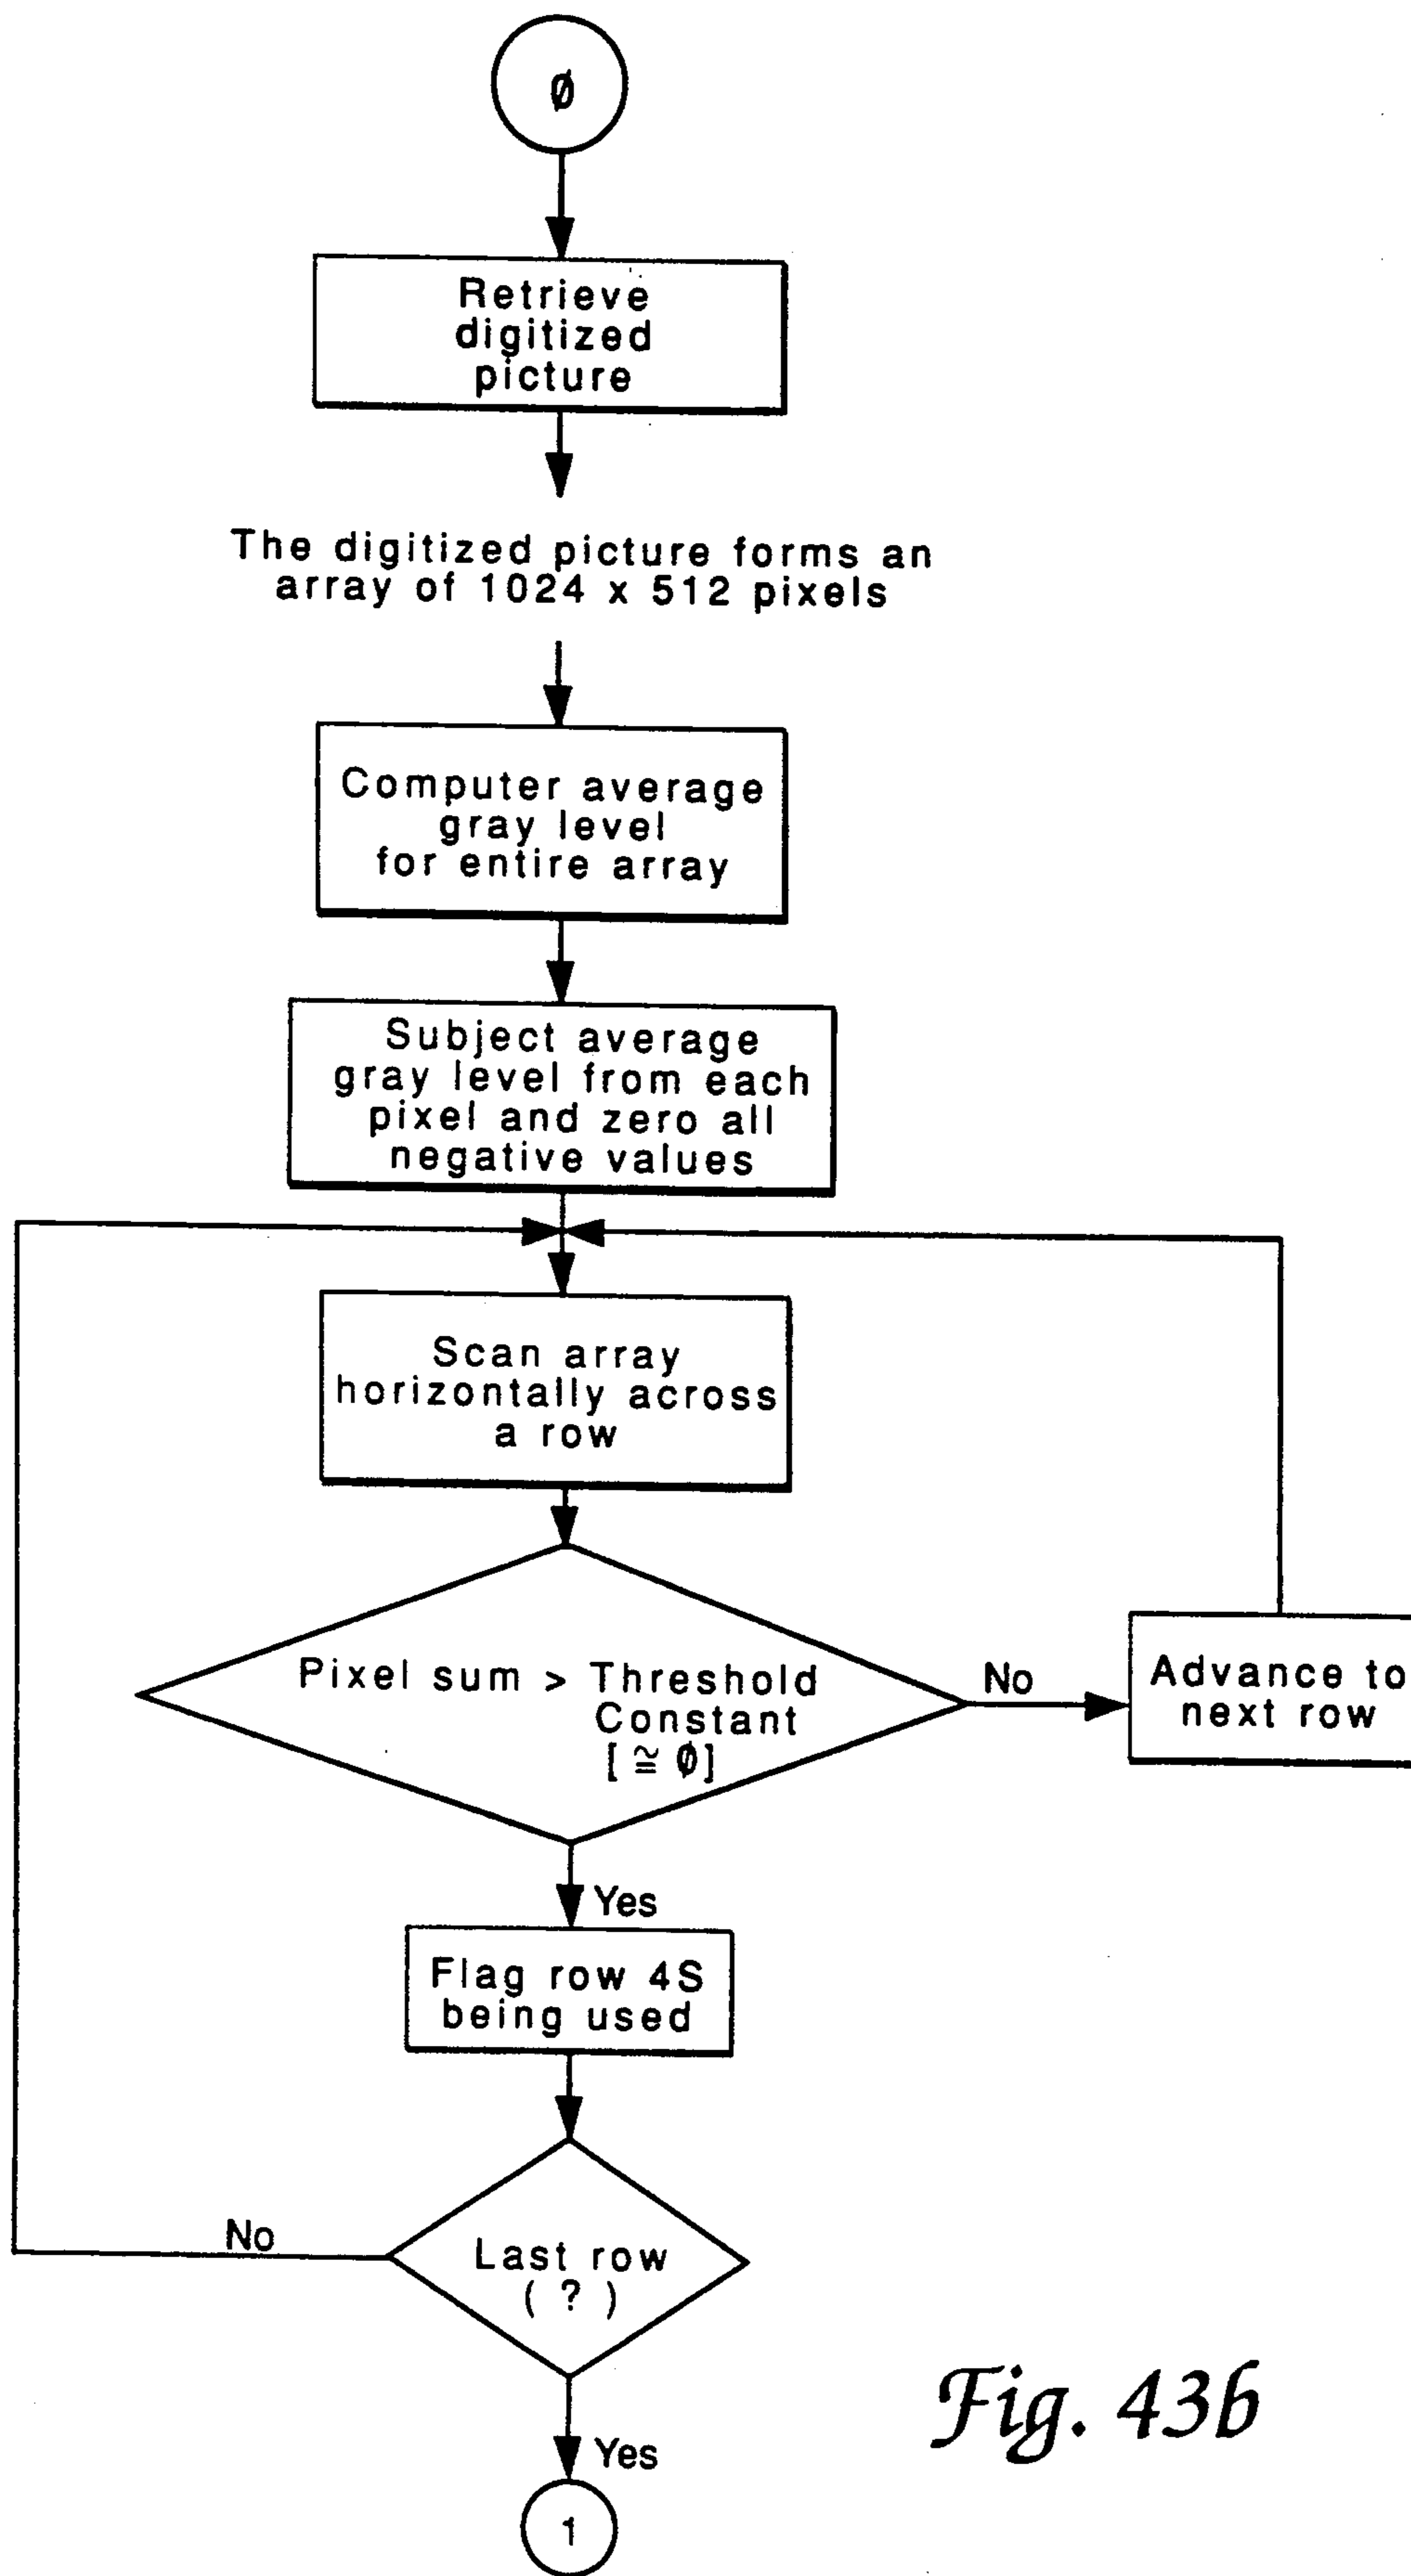 Ø
Retrieve
digitized
picture
The digitized picture forms an
array of 1024 x 512 pixels
Computer average
gray level
for entire array
Subject average
gray level from each
pixel and zero all
negative values
Scan array
horizontally across
a row
Pixel sum > Threshold
Constant
[ ≅ Ø]
No
Advance to
next row
Yes
Flag row 4S
being used
No
Last row
( ? )
Yes
1
Fig. 43b